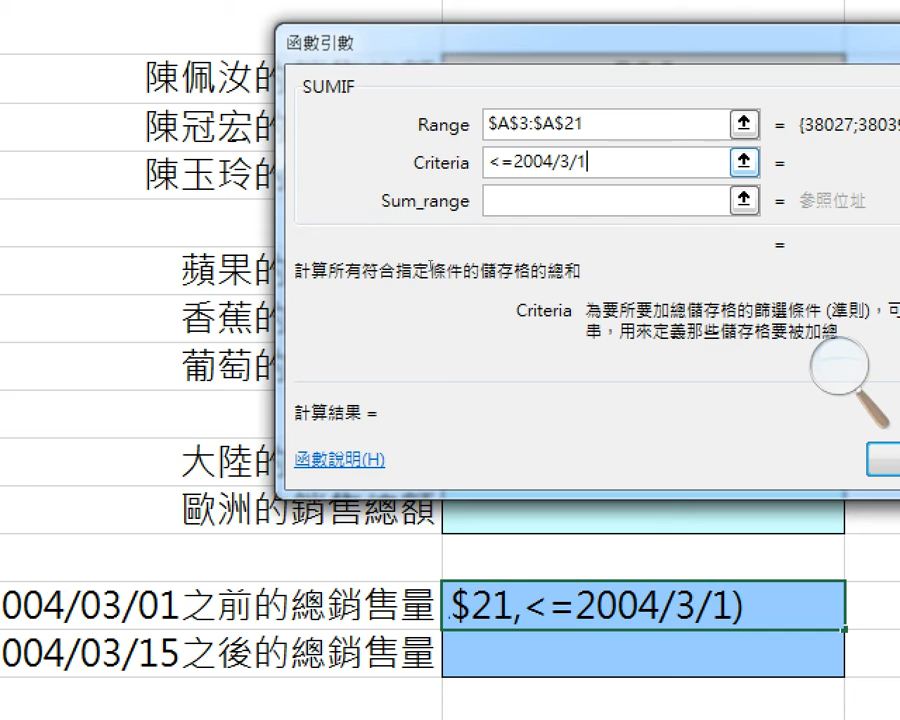 函數引數
SUMIF
Range $A$3:$A$21 = {38027;38039
Criteria <=2004/3/1 =
Sum_range = 參照位址
=
計算所有符合指定條件的儲存格的總和
Criteria 為要所要加總儲存格的篩選條件 (準則)，可
串，用來定義那些儲存格要被加總
計算結果 =
函數說明(H)
陳佩汝的
陳冠宏的
陳玉玲的
蘋果的
香蕉的
葡萄的
大陸的
歐洲的銷售總額
004/03/01之前的總銷售量 $21,<=2004/3/1)
004/03/15之後的總銷售量